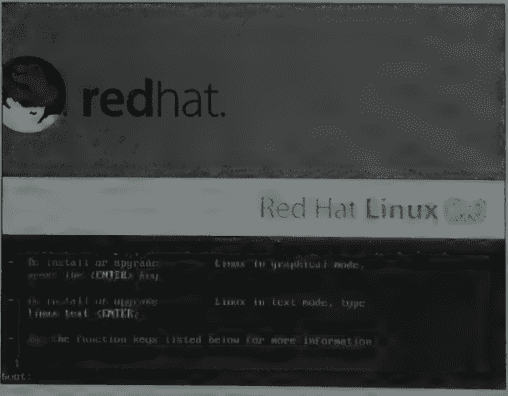 redhat.
Red Hat Linux
- To install or upgrade Linux in graphical mode,
press the <ENTER> key
- To install or upgrade Linux in text mode, type
linux text <ENTER>.
- the function keys listed below for more information
boot: